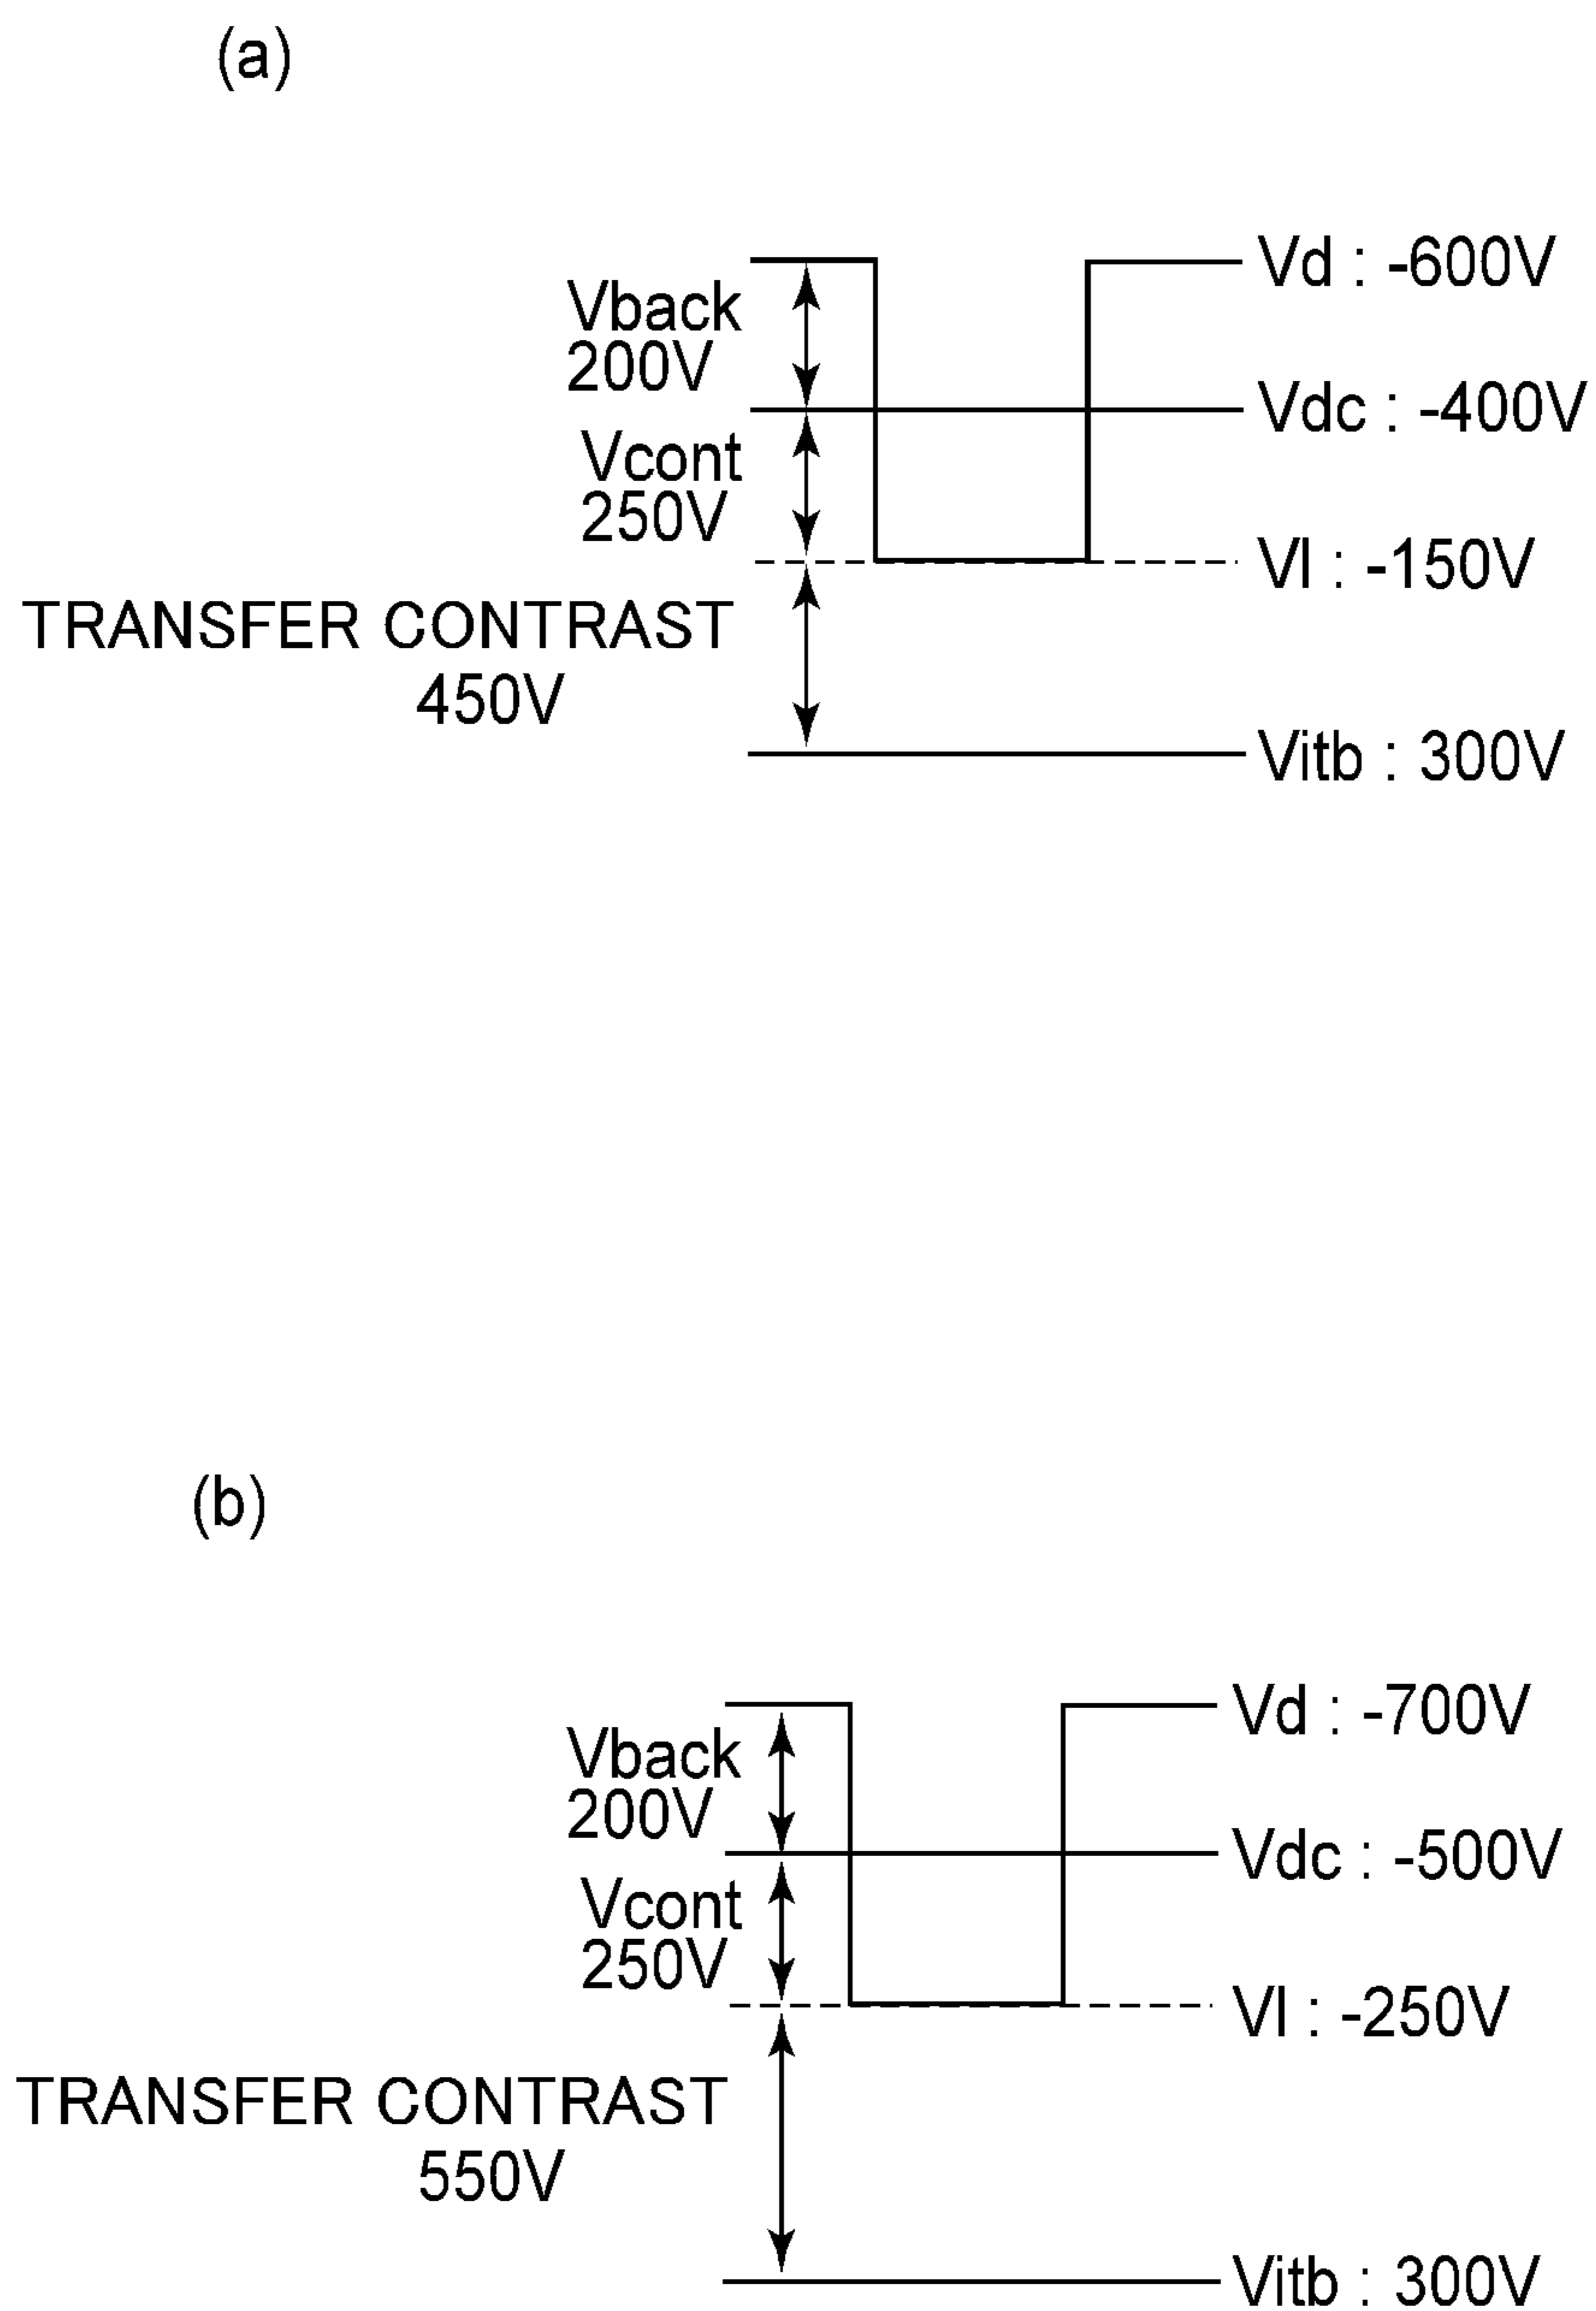 (a)
Vback
200V
Vcont
250V
TRANSFER CONTRAST
450V
Vd : -600V
Vdc : -400V
Vl : -150V
Vitb : 300V
(b)
Vback
200V
Vcont
250V
TRANSFER CONTRAST
550V
Vd : -700V
Vdc : -500V
Vl : -250V
Vitb : 300V